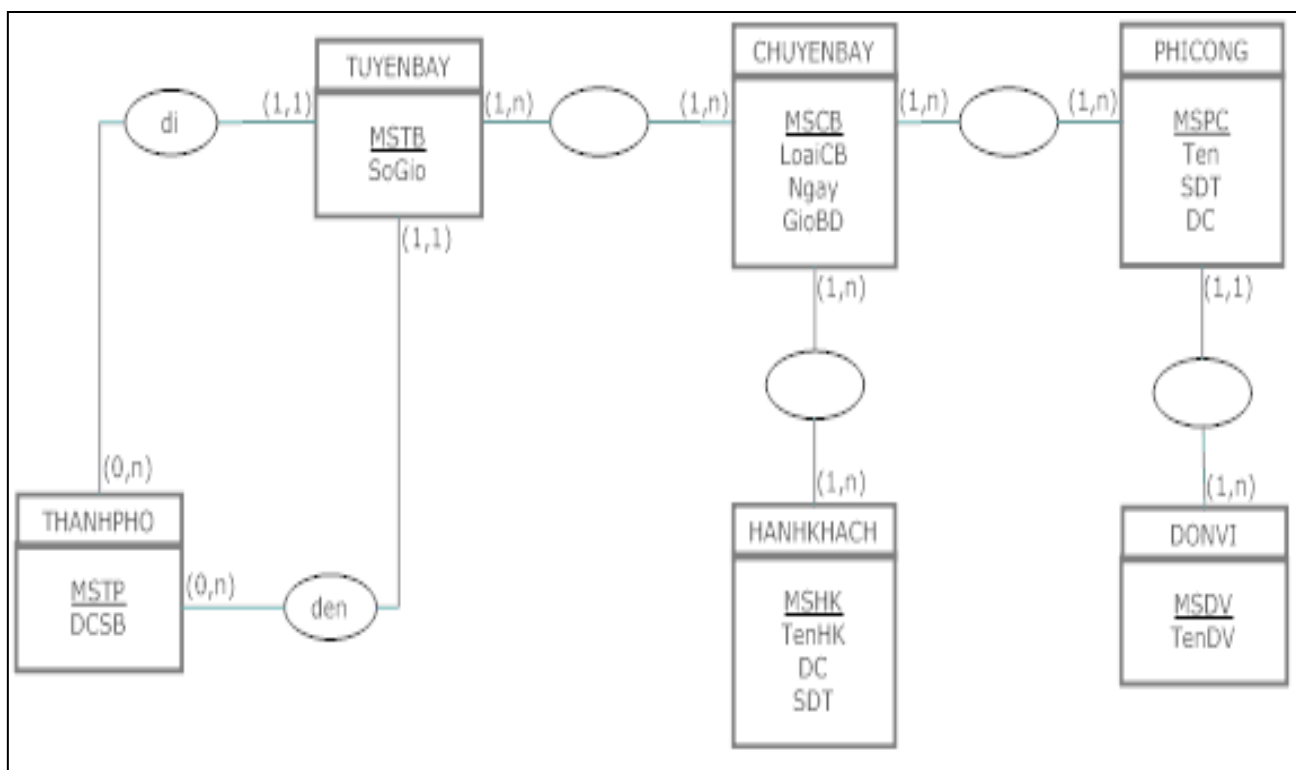 TUYENBAY
MSTB
SoGio
(1,1)
(1,n)
(1,1)
di
CHUYENBAY
MSCB
LoaiCB
Ngay
GioBD
(1,n)
(1,n)
(1,n)
PHICONG
MSPC
Ten
SDT
DC
(1,n)
(1,1)
(0,n)
THANHPHO
MSTP
DCSB
(0,n)
den
(1,n)
HANHKHACH
MSHK
TenHK
DC
SDT
(1,n)
DONVI
MSDV
TenDV